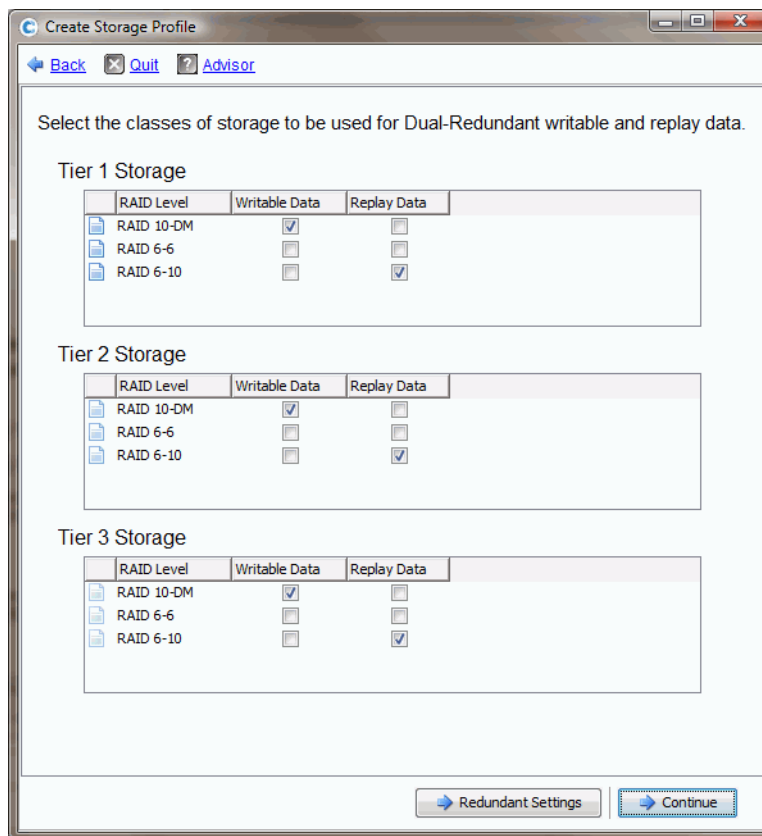 Create Storage Profile
Back Quit Advisor
Select the classes of storage to be used for Dual-Redundant writable and replay data.
Tier 1 Storage
RAID Level Writable Data Replay Data
RAID 10-DM
RAID 6-6
RAID 6-10
Tier 2 Storage
RAID Level Writable Data Replay Data
RAID 10-DM
RAID 6-6
RAID 6-10
Tier 3 Storage
RAID Level Writable Data Replay Data
RAID 10-DM
RAID 6-6
RAID 6-10
Redundant Settings Continue